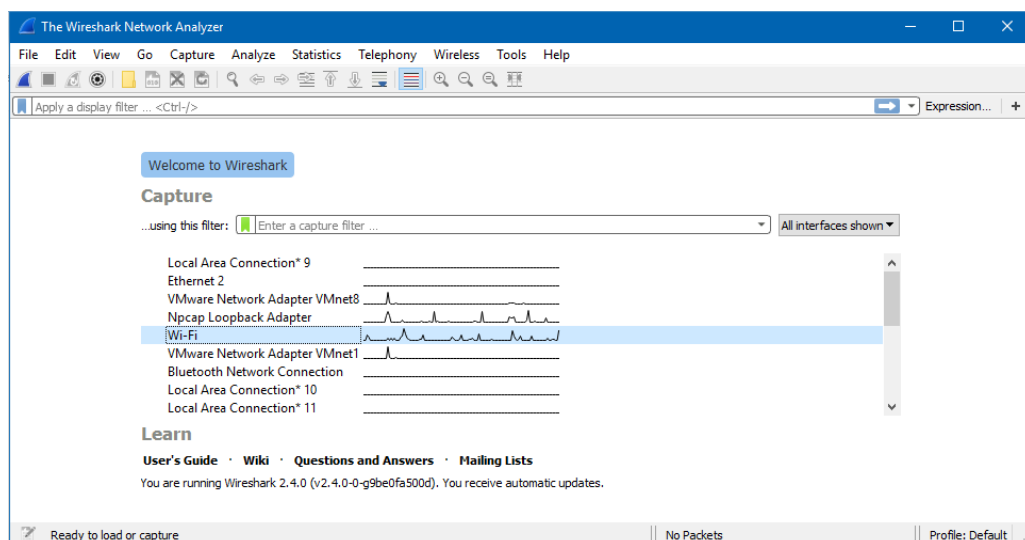 The Wireshark Network Analyzer
File Edit View Go Capture Analyze Statistics Telephony Wireless Tools Help
Apply a display filter ... <Ctrl-/> Expression... +
Welcome to Wireshark
Capture
...using this filter: Enter a capture filter ... All interfaces shown
Local Area Connection* 9
Ethernet 2
VMware Network Adapter VMnet8
Npcap Loopback Adapter
Wi-Fi
VMware Network Adapter VMnet1
Bluetooth Network Connection
Local Area Connection* 10
Local Area Connection* 11
Learn
User's Guide · Wiki · Questions and Answers · Mailing Lists
You are running Wireshark 2.4.0 (v2.4.0-0-g9be0fa500d). You receive automatic updates.
Ready to load or capture No Packets Profile: Default